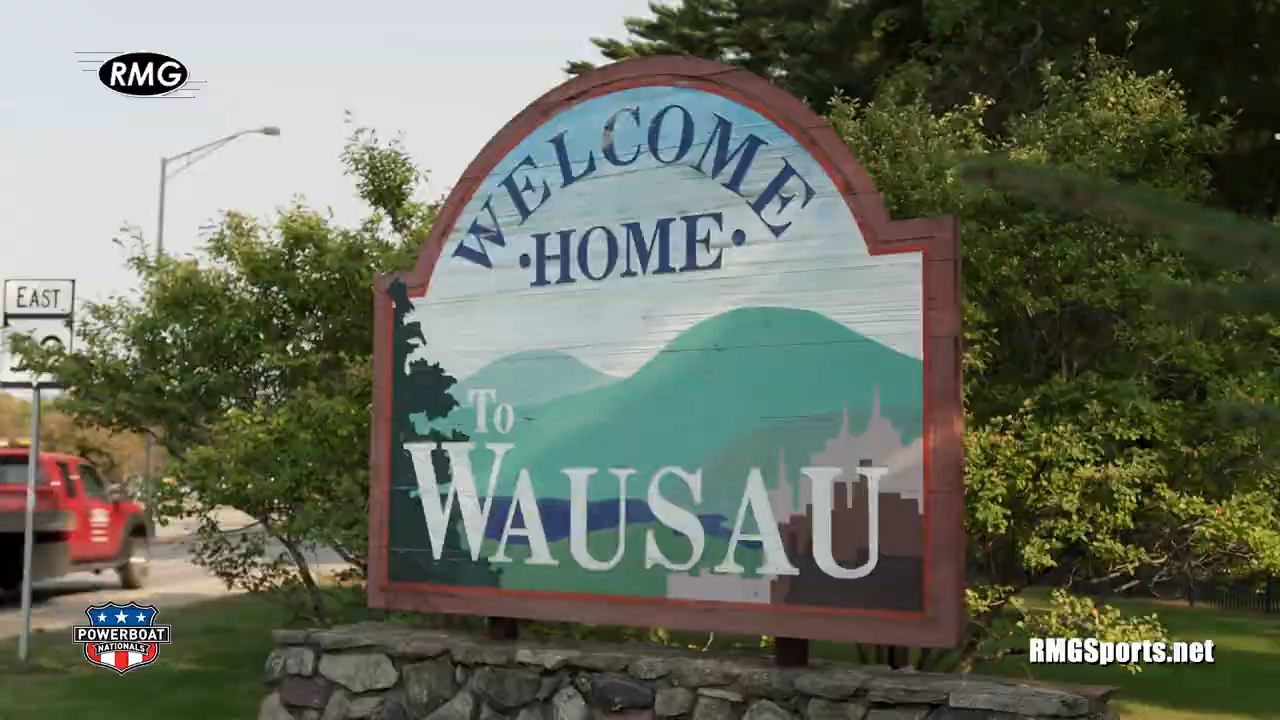 RMG
WELCOME
·HOME·
EAST
To
WAUSAU
POWERBOAT
NATIONALS
RMGSports.net